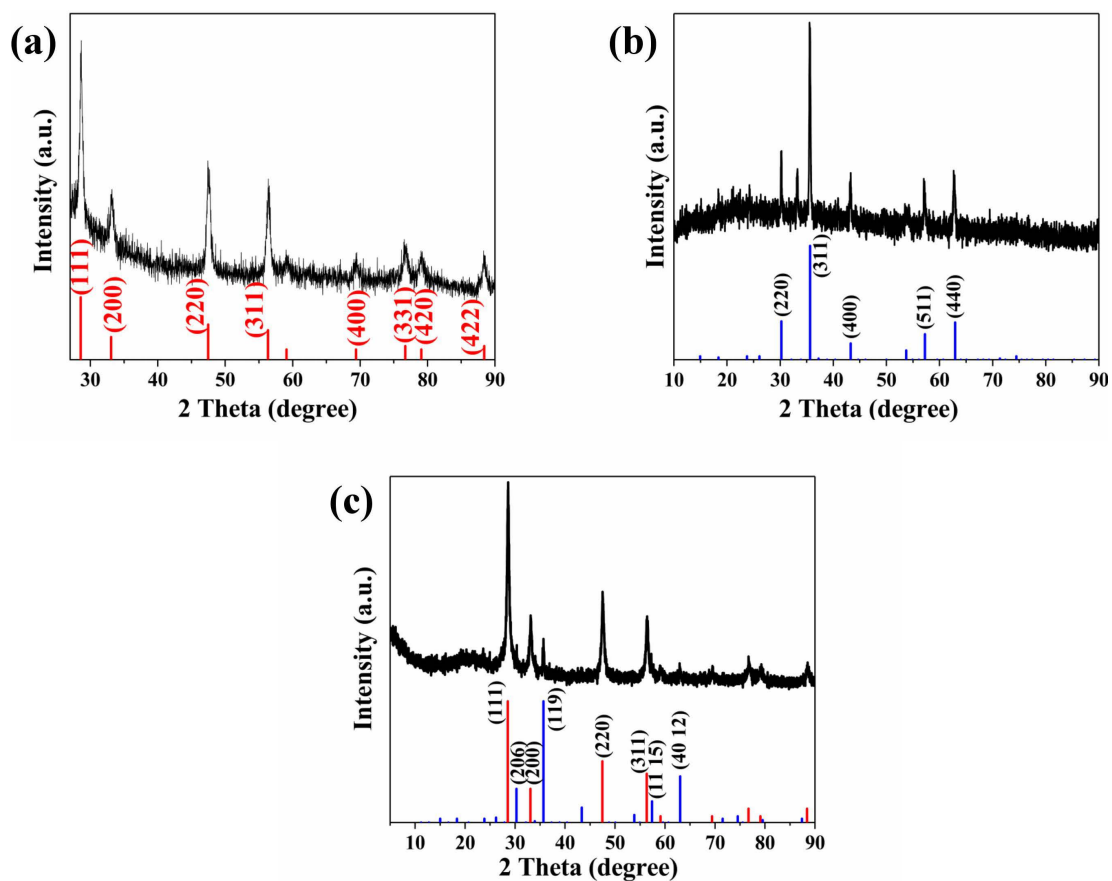 (a)
Intensity (a.u.)
(111)
(200)
(220)
(311)
(400)
(331)
(420)
(422)
30 40 50 60 70 80 90
2 Theta (degree)
(b)
Intensity (a.u.)
(220)
(311)
(400)
(511)
(440)
10 20 30 40 50 60 70 80 90
2 Theta (degree)
(c)
Intensity (a.u.)
(111)
(206)
(200)
(119)
(220)
(311)
(11 15)
(40 12)
10 20 30 40 50 60 70 80 90
2 Theta (degree)